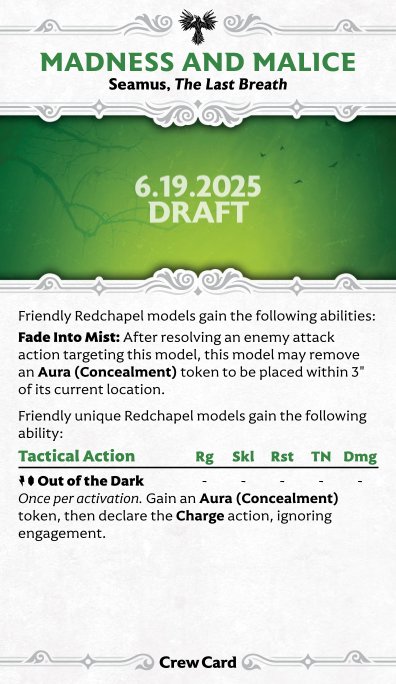 MADNESS AND MALICE
Seamus, The Last Breath
6.19.2025
DRAFT
Friendly Redchapel models gain the following abilities:
Fade Into Mist: After resolving an enemy attack
action targeting this model, this model may remove
an Aura (Concealment) token to be placed within 3"
of its current location.
Friendly unique Redchapel models gain the following
ability:
Tactical Action Rg Skl Rst TN Dmg
Out of the Dark - - - - -
Once per activation. Gain an Aura (Concealment)
token, then declare the Charge action, ignoring
engagement.
Crew Card